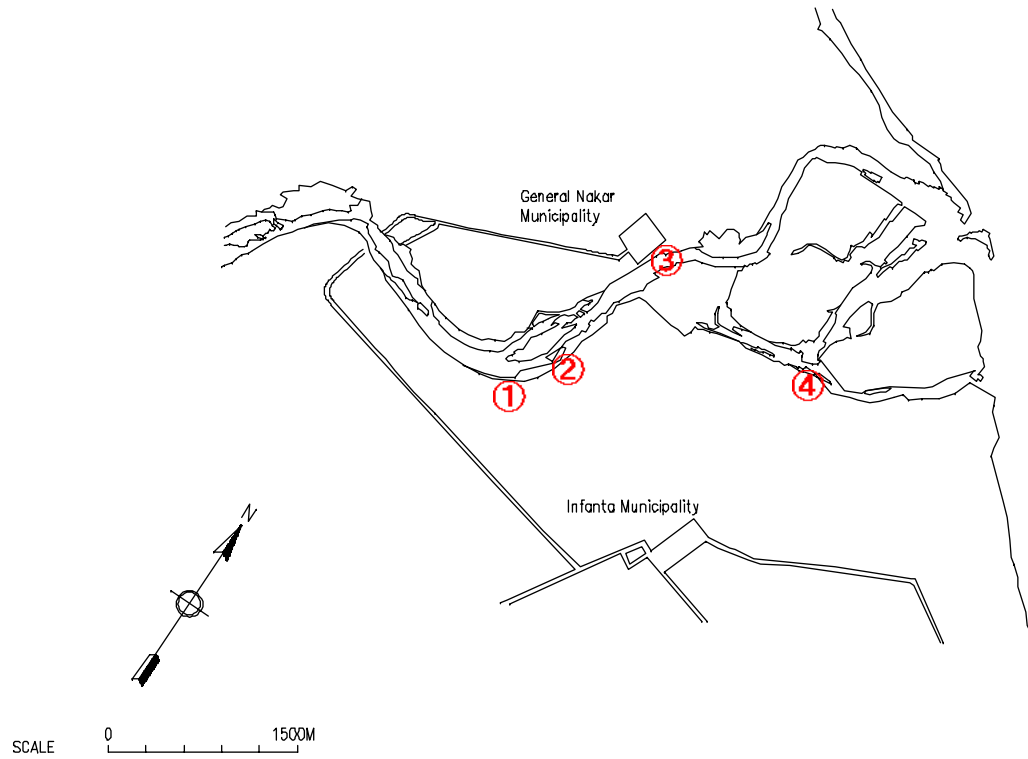 General Nakar
Municipality
③
②
④
①
Infanta Municipality
N
0 1500M
SCALE